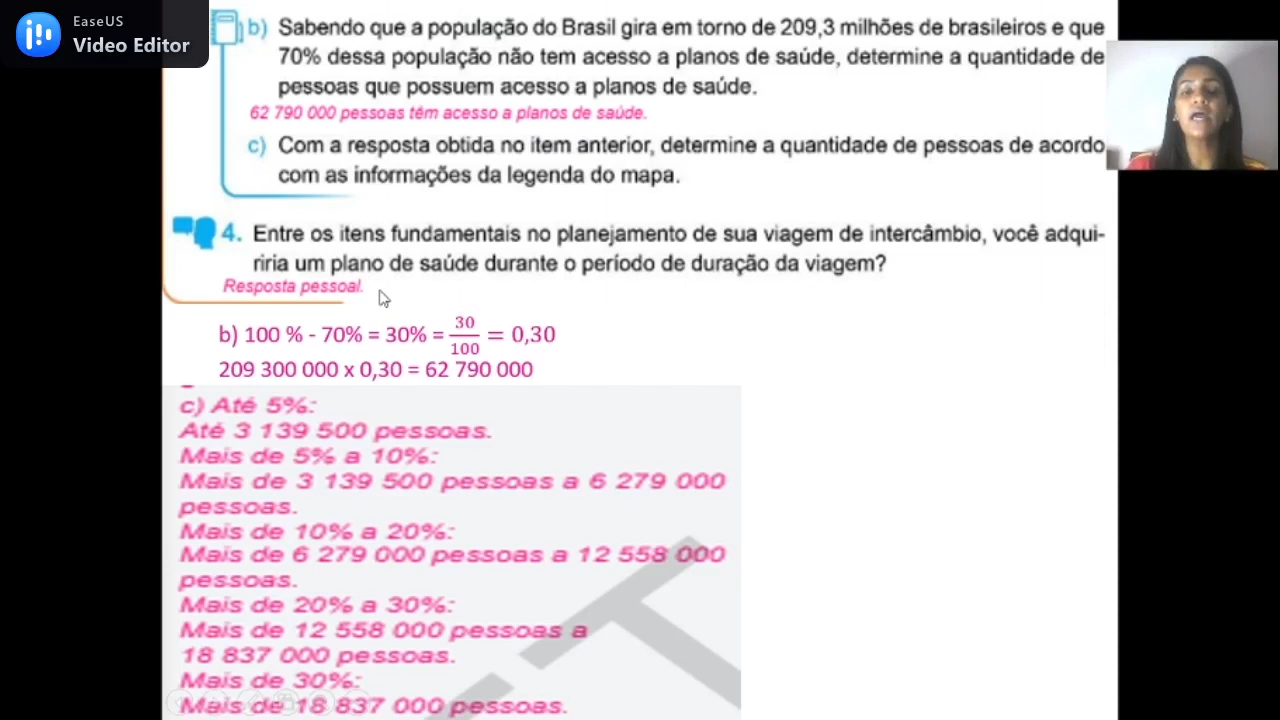 EaseUS
Video Editor
b) Sabendo que a população do Brasil gira em torno de 209,3 milhões de brasileiros e que
70% dessa população não tem acesso a planos de saúde, determine a quantidade de
pessoas que possuem acesso a planos de saúde.
62 790 000 pessoas têm acesso a planos de saúde.
c) Com a resposta obtida no item anterior, determine a quantidade de pessoas de acordo
com as informações da legenda do mapa.
4. Entre os itens fundamentais no planejamento de sua viagem de intercâmbio, você adqui-
riria um plano de saúde durante o período de duração da viagem?
Resposta pessoal.
b) 100 % - 70% = 30% = 30/100 = 0,30
209 300 000 x 0,30 = 62 790 000
c) Até 5%:
Até 3 139 500 pessoas.
Mais de 5% a 10%:
Mais de 3 139 500 pessoas a 6 279 000
pessoas.
Mais de 10% a 20%:
Mais de 6 279 000 pessoas a 12 558 000
pessoas.
Mais de 20% a 30%:
Mais de 12 558 000 pessoas a
18 837 000 pessoas.
Mais de 30%:
Mais de 18 837 000 pessoas.